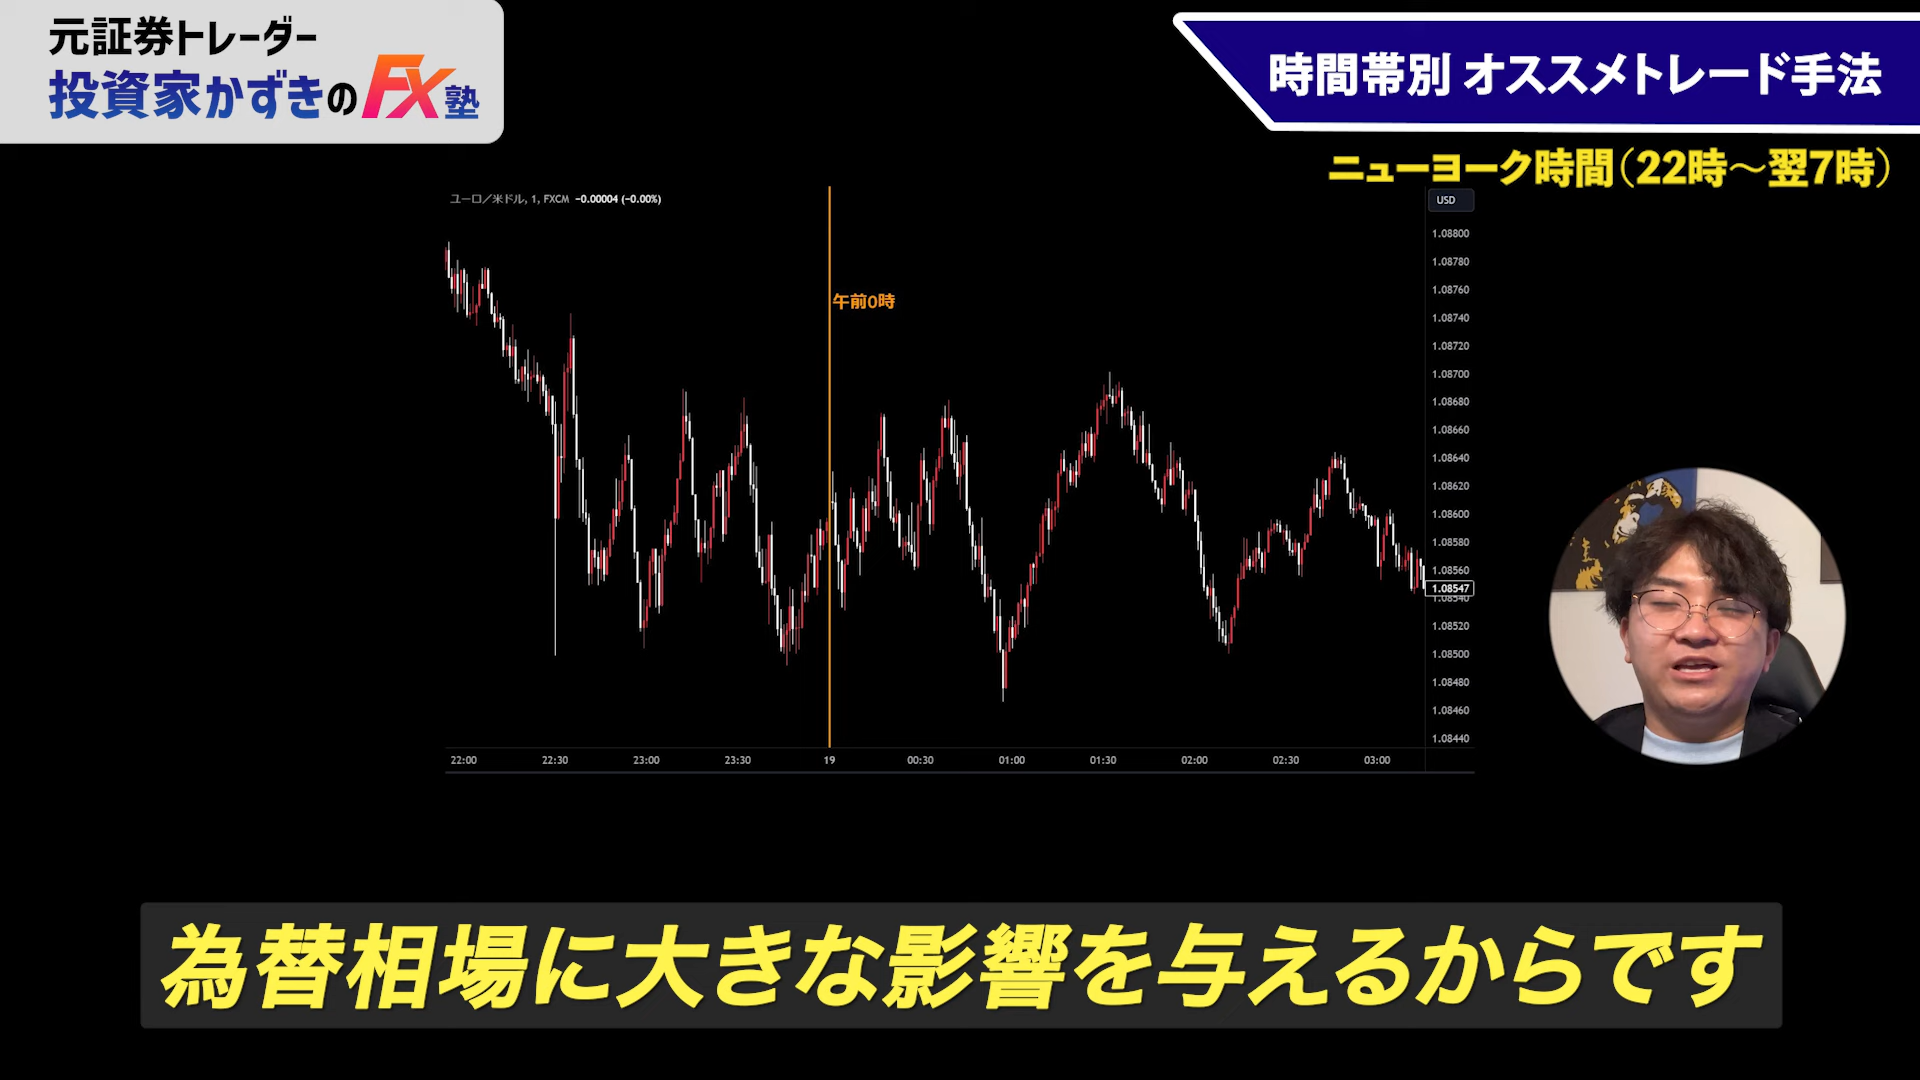 元証券トレーダー
投資家かずきのFX塾
時間帯別 オススメトレード手法
ニューヨーク時間（22時～翌7時）
ユーロ／米ドル, 1, FXCM −0.00004 (−0.00%)
USD
1.08800
1.08780
1.08760
午前0時
1.08740
1.08720
1.08700
1.08680
1.08660
1.08640
1.08620
1.08600
1.08580
1.08560
1.08547
1.08540
1.08520
1.08500
1.08480
1.08460
1.08440
22:00 22:30 23:00 23:30 19 00:30 01:00 01:30 02:00 02:30 03:00
為替相場に大きな影響を与えるからです